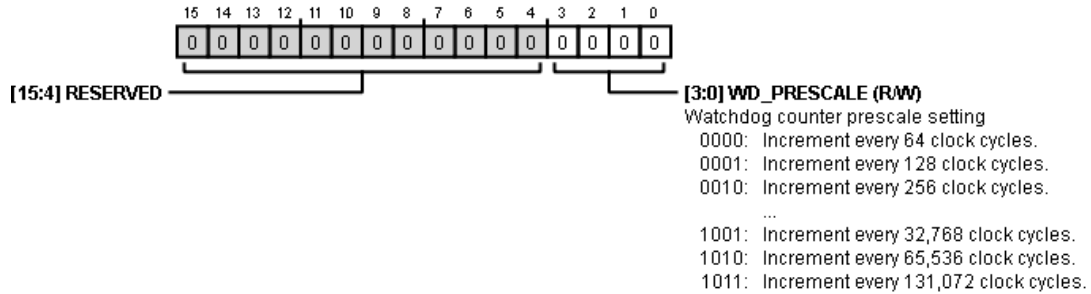 15 14 13 12 11 10 9 8 7 6 5 4 3 2 1 0
0 0 0 0 0 0 0 0 0 0 0 0 0 0 0 0
[15:4] RESERVED
[3:0] WD_PRESCALE (R/W)
Watchdog counter prescale setting
0000: Increment every 64 clock cycles.
0001: Increment every 128 clock cycles.
0010: Increment every 256 clock cycles.
...
1001: Increment every 32,768 clock cycles.
1010: Increment every 65,536 clock cycles.
1011: Increment every 131,072 clock cycles.